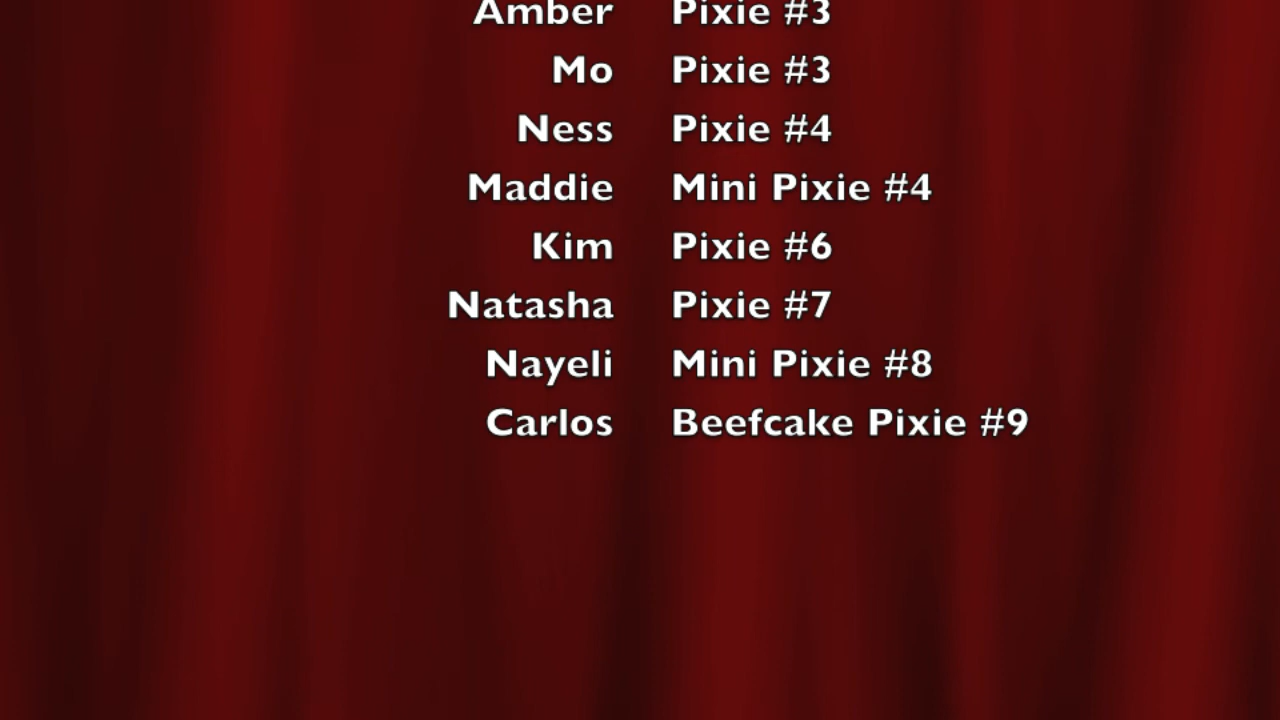 Amber Pixie #3
Mo Pixie #3
Ness Pixie #4
Maddie Mini Pixie #4
Kim Pixie #6
Natasha Pixie #7
Nayeli Mini Pixie #8
Carlos Beefcake Pixie #9